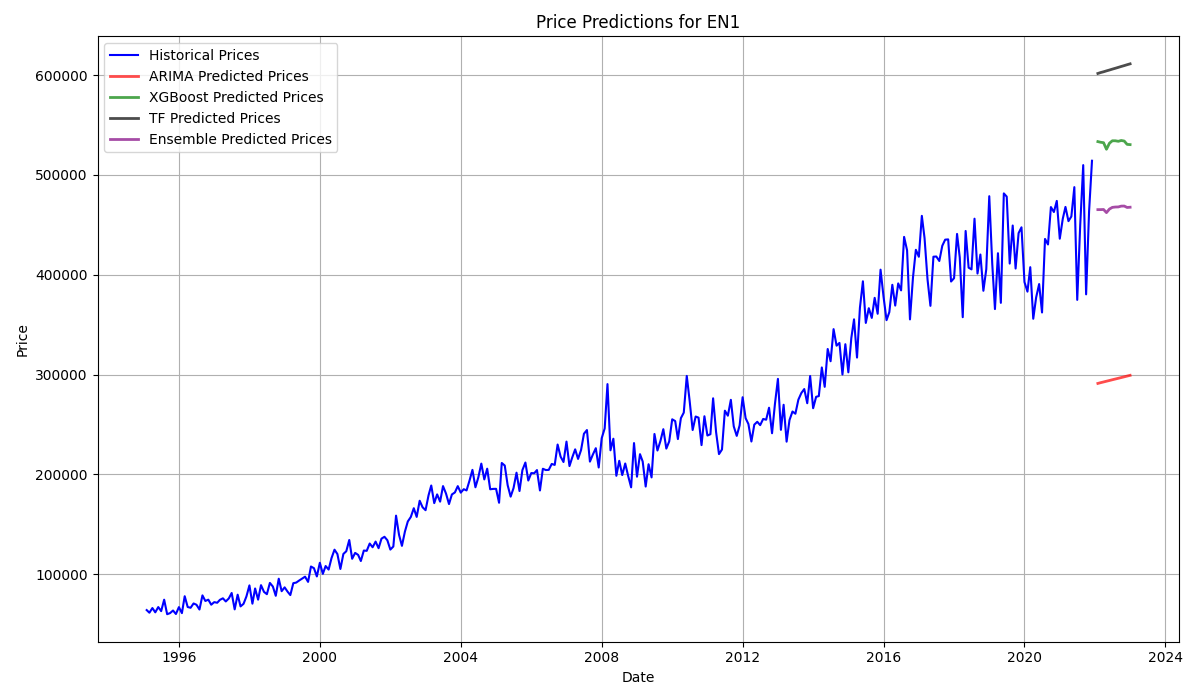 Price Predictions for EN1
Historical Prices
ARIMA Predicted Prices
XGBoost Predicted Prices
TF Predicted Prices
Ensemble Predicted Prices
600000
500000
400000
300000
200000
100000
Price
1996 2000 2004 2008 2012 2016 2020 2024
Date